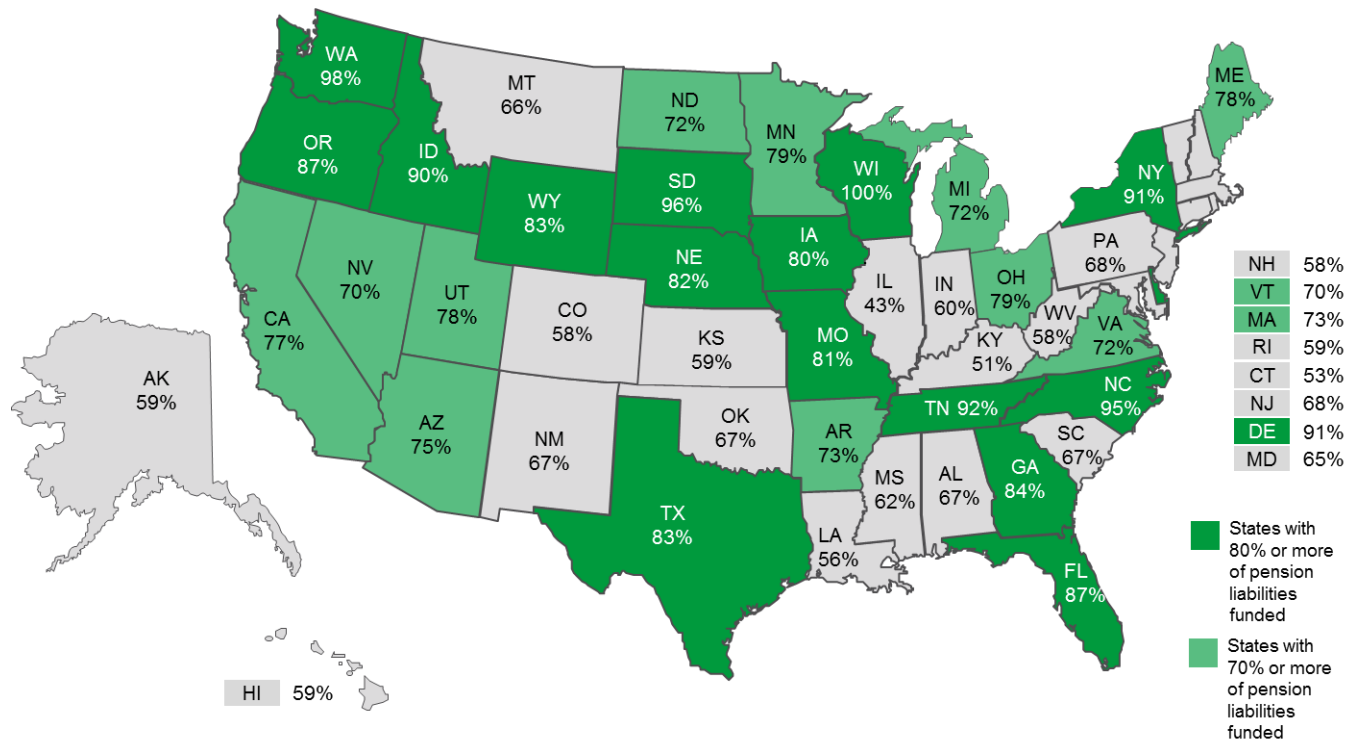 WA
98%
MT
66%
ND
72%
MN
79%
ME
78%
OR
87%
ID
90%
WY
83%
SD
96%
WI
100%
MI
72%
NY
91%
NE
82%
IA
80%
PA
68%
CA
77%
NV
70%
UT
78%
CO
58%
KS
59%
MO
81%
IL
43%
IN
60%
OH
79%
WV
58%
VA
72%
KY
51%
NH 58%
VT 70%
MA 73%
RI 59%
CT 53%
NJ 68%
DE 91%
MD 65%
AK
59%
AZ
75%
NM
67%
OK
67%
AR
73%
TN 92%
NC
95%
SC
67%
MS
62%
AL
67%
GA
84%
TX
83%
LA
56%
FL
87%
HI 59%
States with
80% or more
of pension
liabilities
funded
States with
70% or more
of pension
liabilities
funded